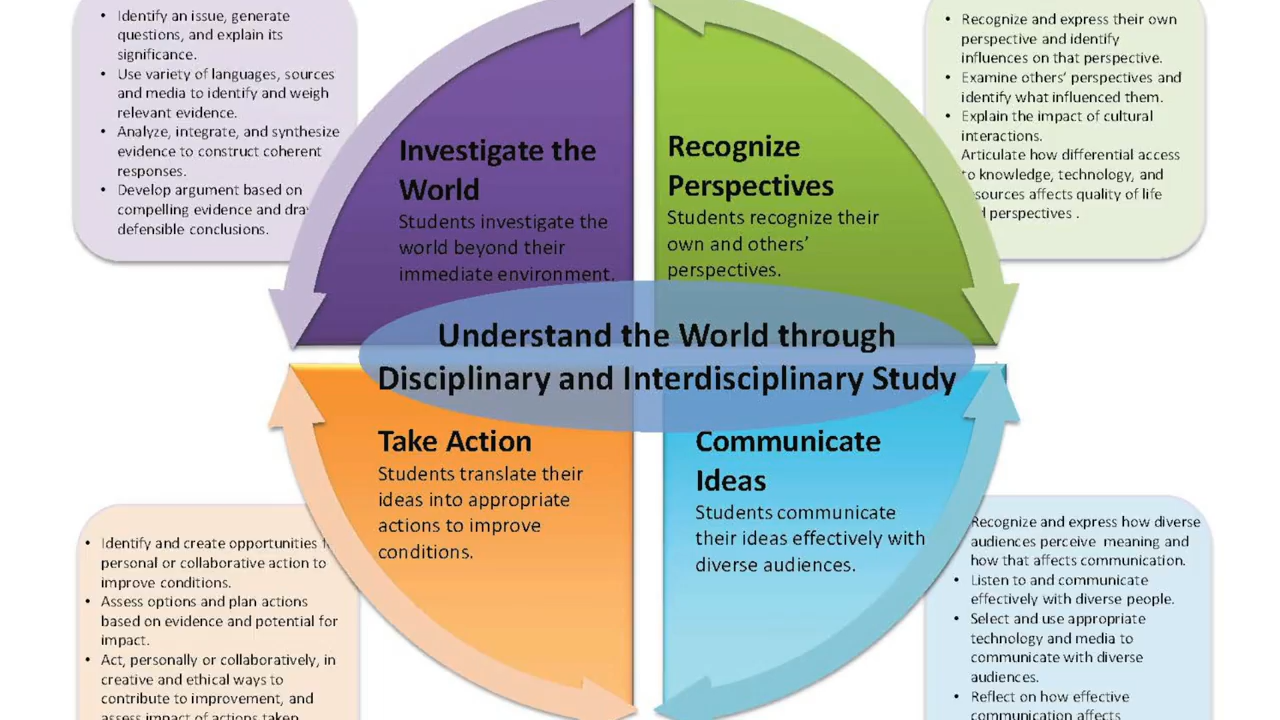 • Identify an issue, generate
questions, and explain its
significance.
• Use variety of languages, sources
and media to identify and weigh
relevant evidence.
• Analyze, integrate, and synthesize
evidence to construct coherent
responses.
• Develop argument based on
compelling evidence and
defensible conclusions.
• Recognize and express their own
perspective and identify
influences on that perspective.
• Examine others' perspectives and
identify what influenced them.
• Explain the impact of cultural
interactions.
Articulate how differential access
to knowledge, technology, and
affects quality of life
perspectives .
Investigate the
World
Students investigate the
world beyond their
immediate environment.
Recognize
Perspectives
Students recognize their
own and others'
perspectives.
Understand the World through
Disciplinary and Interdisciplinary Study
Take Action
Students translate their
ideas into appropriate
actions to improve
conditions.
Communicate
Ideas
Students communicate
their ideas effectively with
diverse audiences.
• Identify and create opportunities
personal or collaborative action to
improve conditions.
• Assess options and plan actions
based on evidence and potential for
impact.
• Act, personally or collaboratively, in
creative and ethical ways to
contribute to improvement, and
assess impact of actions taken
Recognize and express how diverse
audiences perceive meaning and
how that affects communication.
• Listen to and communicate
effectively with diverse people.
• Select and use appropriate
technology and media to
communicate with diverse
audiences.
• Reflect on how effective
communication affects